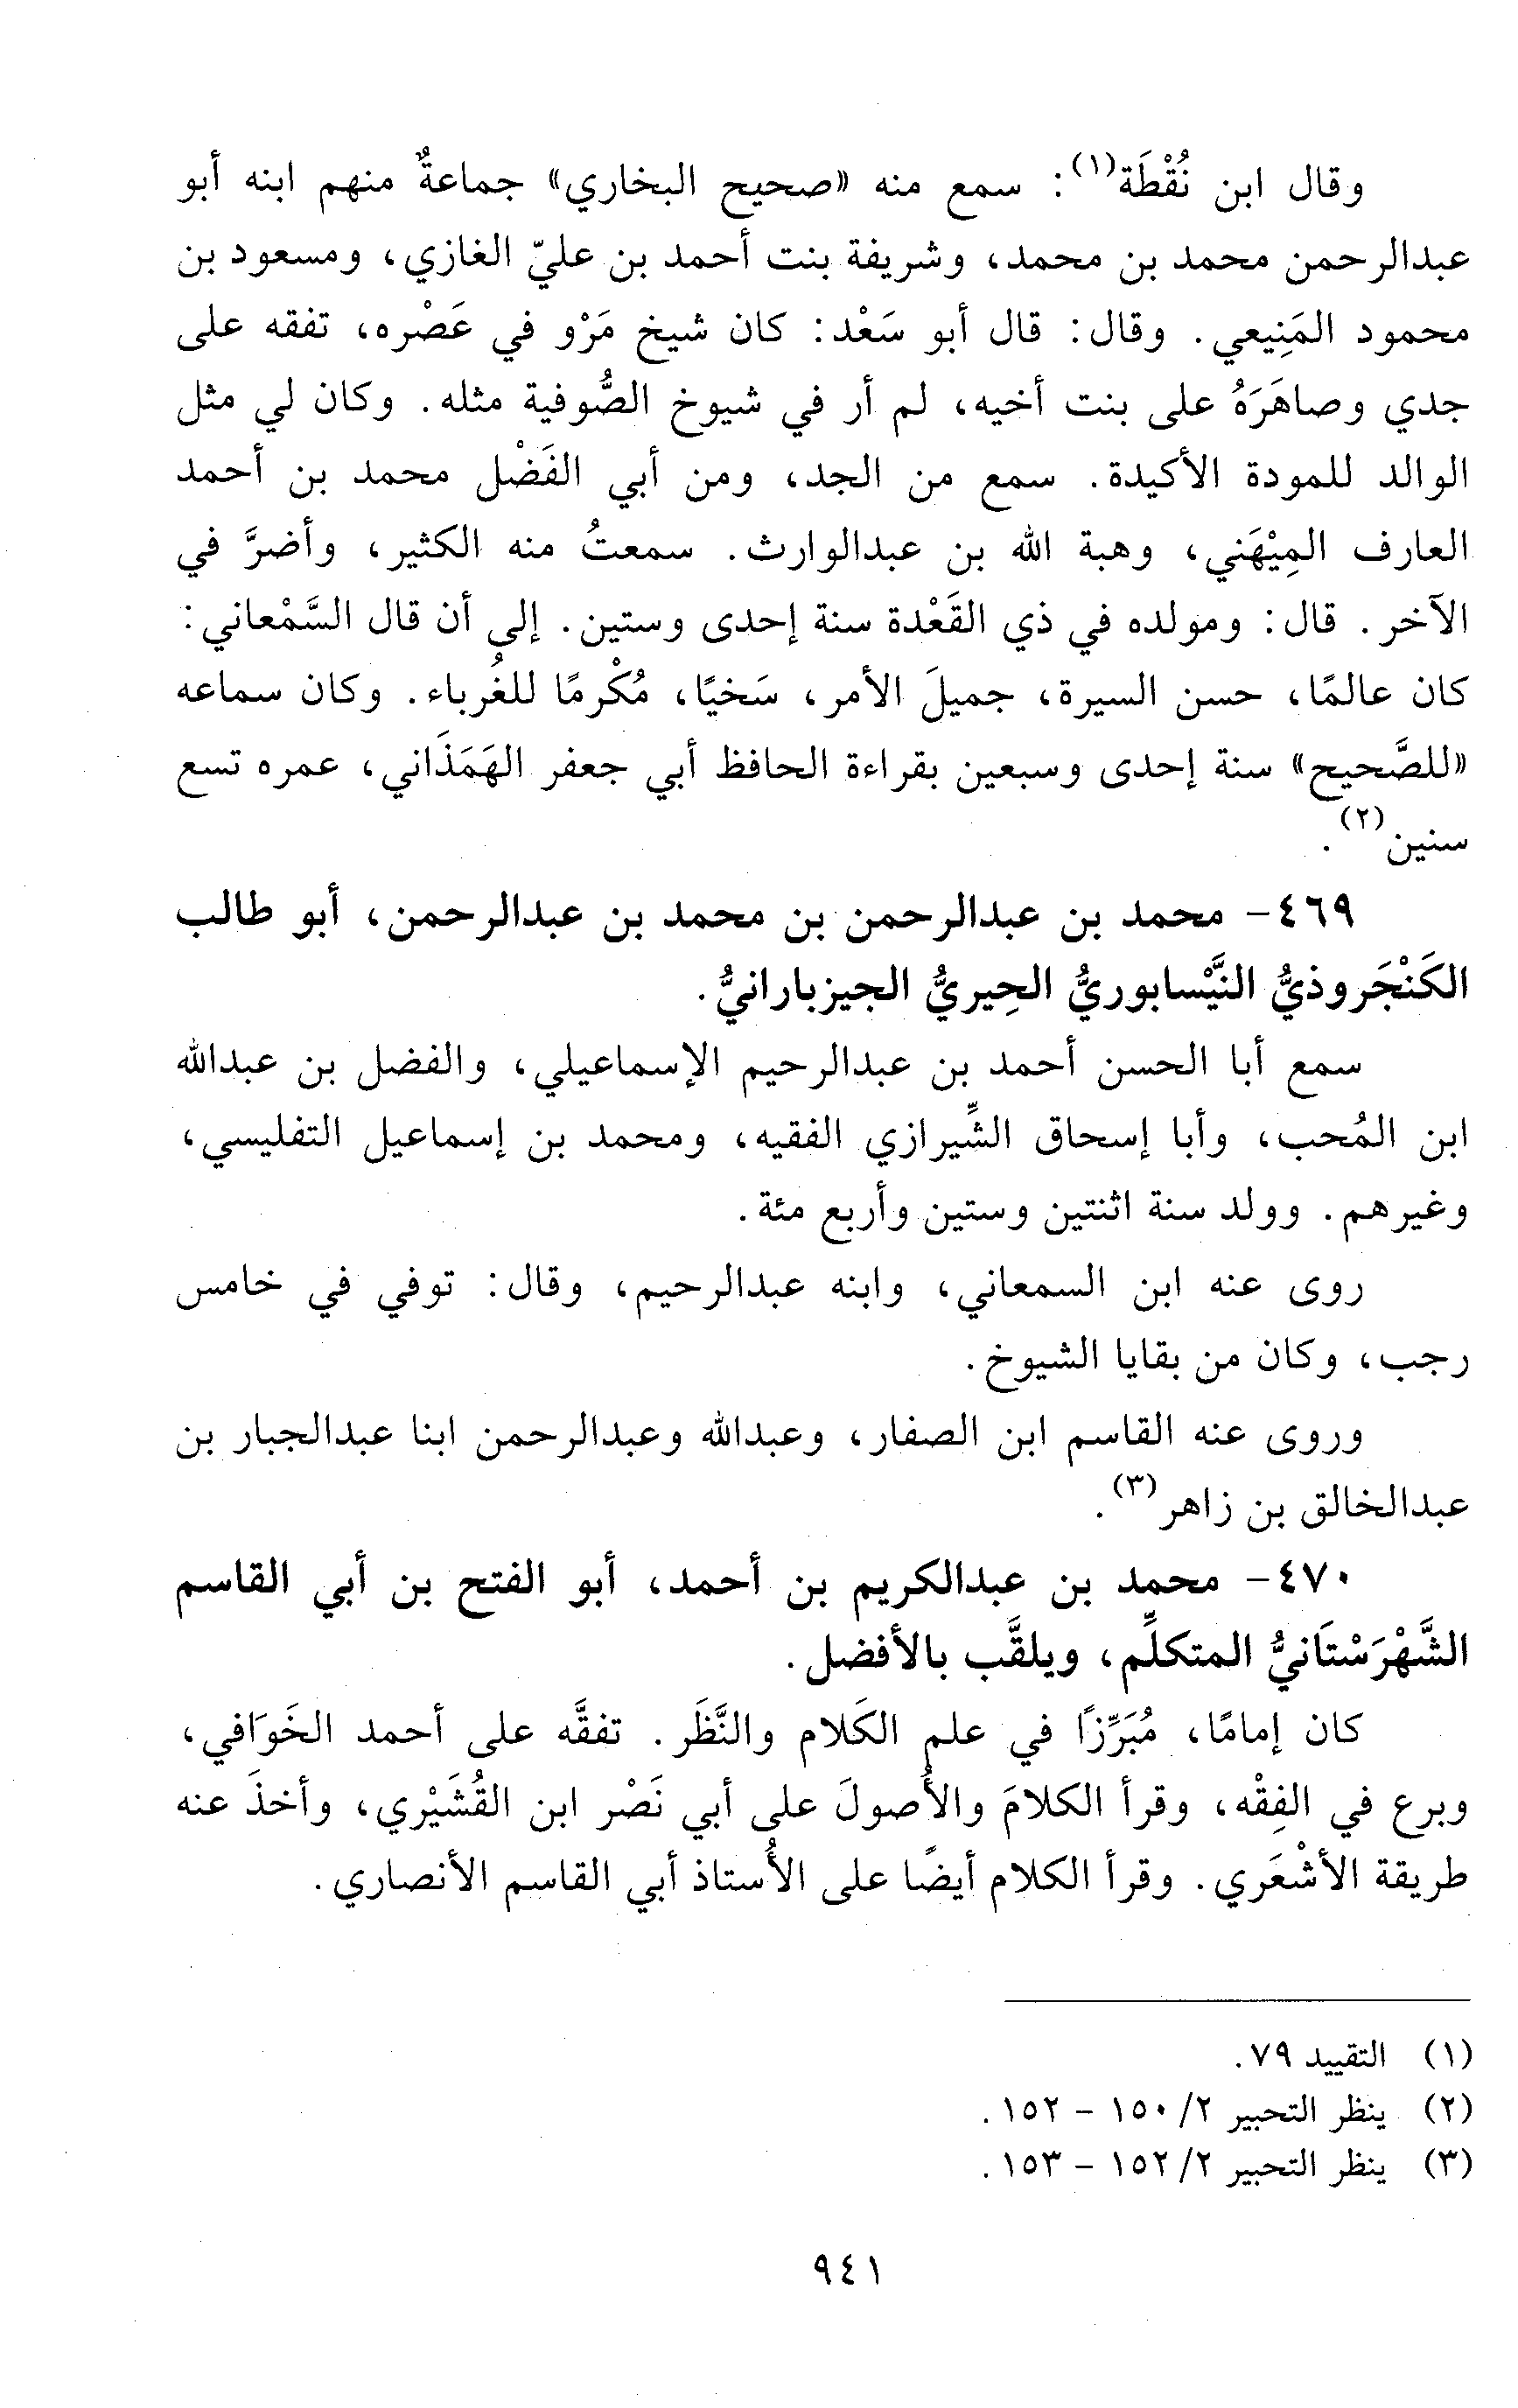 وقال ابن نُقْطَة(١): سمع منه «صحيح البخاري» جماعةٌ منهم ابنه أبو
عبدالرحمن محمد بن محمد، وشريفة بنت أحمد بن عليّ الغازي، ومسعود بن
محمود المَنِيعي. وقال: قال أبو سَعْد: كان شيخ مَرْو في عَصْره، تفقه على
جدي وصاهَرَهُ على بنت أخيه، لم أر في شيوخ الصُّوفية مثله. وكان لي مثل
الوالد للمودة الأكيدة. سمع من الجد، ومن أبي الفَضْل محمد بن أحمد
العارف المِيْهَني، وهبة الله بن عبدالوارث. سمعتُ منه الكثير، وأضرَّ في
الآخر. قال: ومولده في ذي القَعْدة سنة إحدى وستين. إلى أن قال السَّمْعاني:
كان عالمًا، حسن السيرة، جميلَ الأمر، سَخيًا، مُكْرمًا للغُرباء. وكان سماعه
«للصَّحيح» سنة إحدى وسبعين بقراءة الحافظ أبي جعفر الهَمَذَاني، عمره تسع
سنين(٢).
٤٦٩- محمد بن عبدالرحمن بن محمد بن عبدالرحمن، أبو طالب
الكَنْجَروذيُّ النَّيْسابوريُّ الحِيريُّ الجيزبارانيُّ.
سمع أبا الحسن أحمد بن عبدالرحيم الإسماعيلي، والفضل بن عبدالله
ابن المُحب، وأبا إسحاق الشِّيرازي الفقيه، ومحمد بن إسماعيل التفليسي،
وغيرهم. وولد سنة اثنتين وستين وأربع مئة.
روى عنه ابن السمعاني، وابنه عبدالرحيم، وقال: توفي في خامس
رجب، وكان من بقايا الشيوخ.
وروى عنه القاسم ابن الصفار، وعبدالله وعبدالرحمن ابنا عبدالجبار بن
عبدالخالق بن زاهر(٣).
٤٧٠- محمد بن عبدالكريم بن أحمد، أبو الفتح بن أبي القاسم
الشَّهْرَسْتَانيُّ المتكلِّم، ويلقَّب بالأفضل.
كان إمامًا، مُبَرِّزًا في علم الكَلام والنَّظَر. تفقَّه على أحمد الخَوَافي،
وبرع في الفِقْه، وقرأ الكلامَ والأُصولَ على أبي نَصْر ابن القُشَيْري، وأخذَ عنه
طريقة الأشْعَري. وقرأ الكلام أيضًا على الأُستاذ أبي القاسم الأنصاري.
(١) التقييد ٧٩.
(٢) ينظر التحبير ٢/ ١٥٠ - ١٥٢.
(٣) ينظر التحبير ٢/ ١٥٢ - ١٥٣.
٩٤١